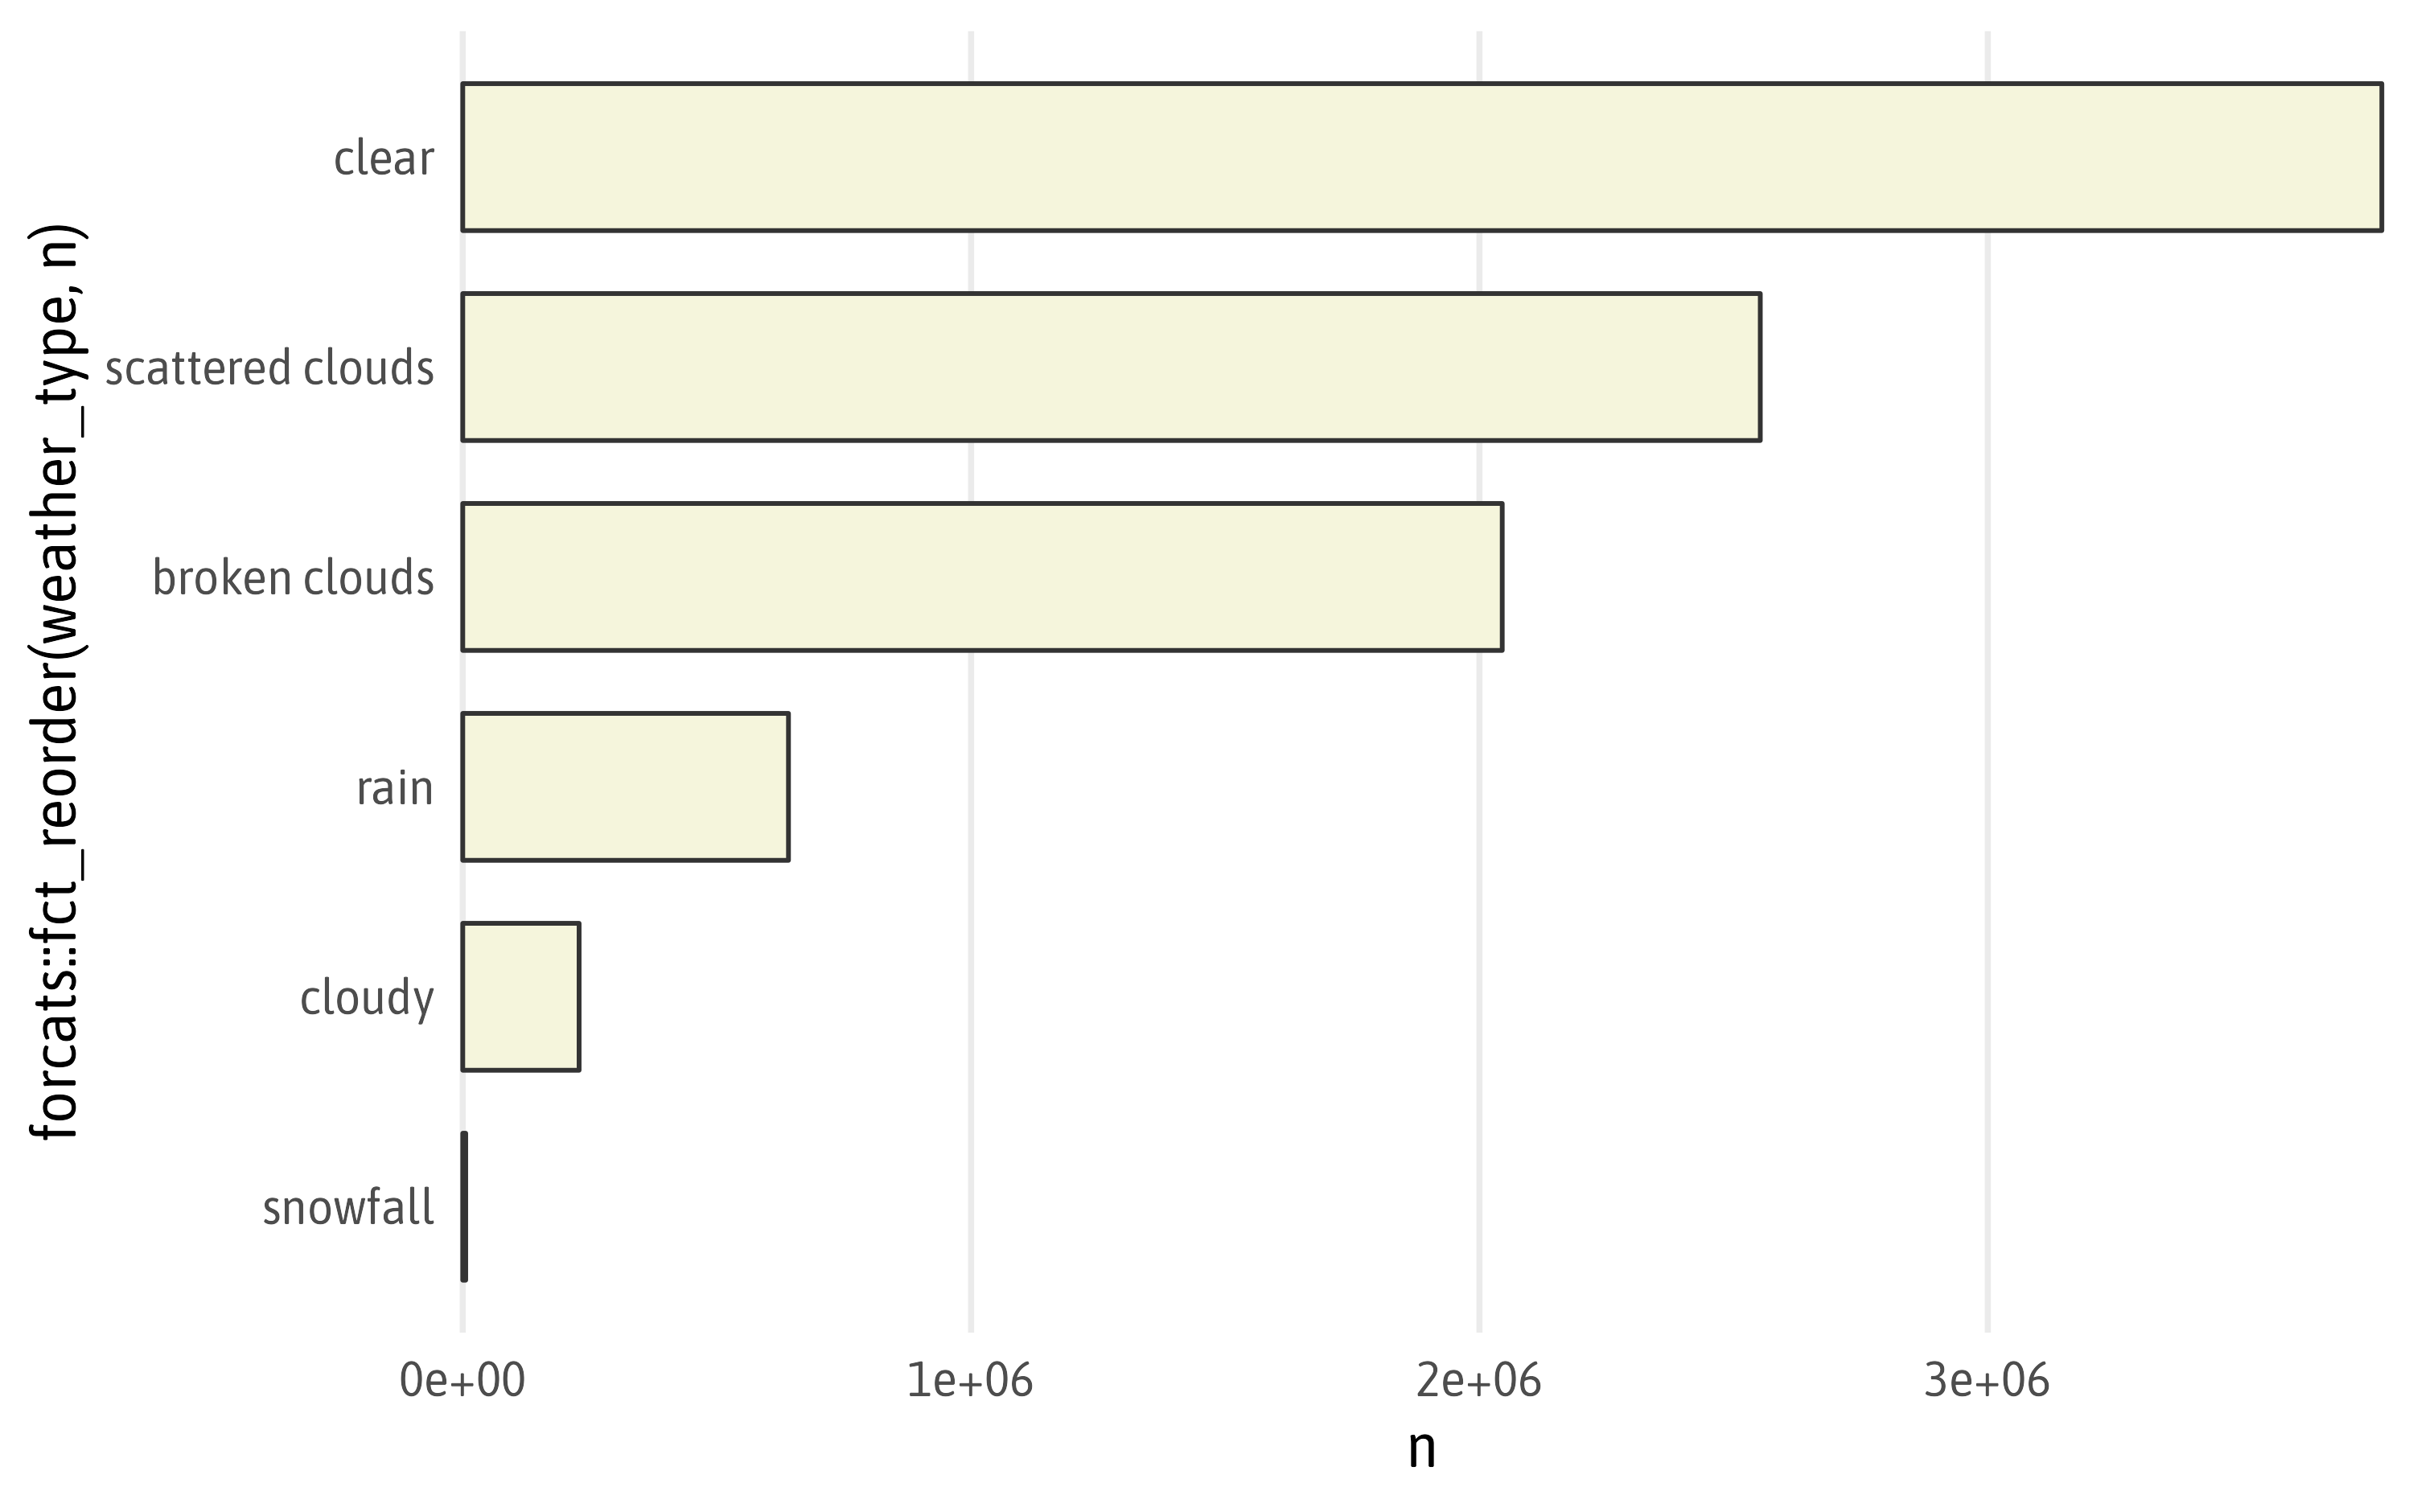 forcats::fct_reorder(weather_type, n)
clear
scattered clouds
broken clouds
rain
cloudy
snowfall
0e+00 1e+06 2e+06 3e+06
n